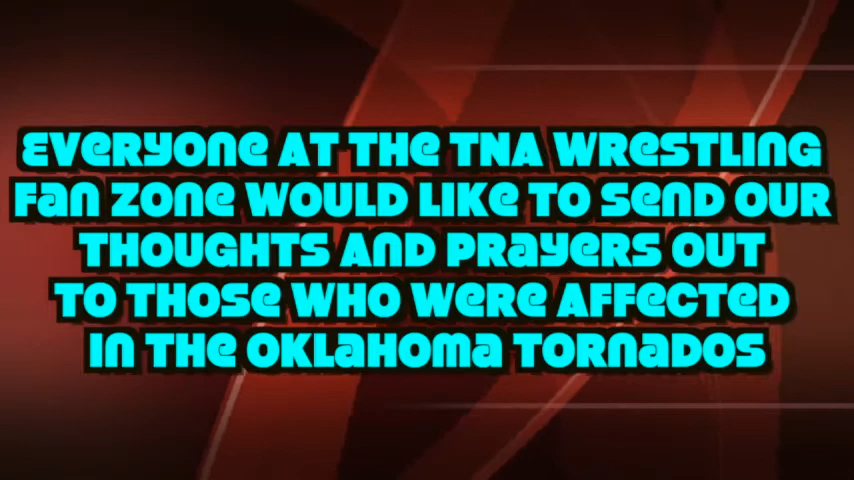 EVERYONE AT THE TNA WRESTLING
FAN ZONE WOULD LIKE TO SEND OUR
THOUGHTS AND PRAYERS OUT
TO THOSE WHO WERE AFFECTED
IN THE OKLAHOMA TORNADOS